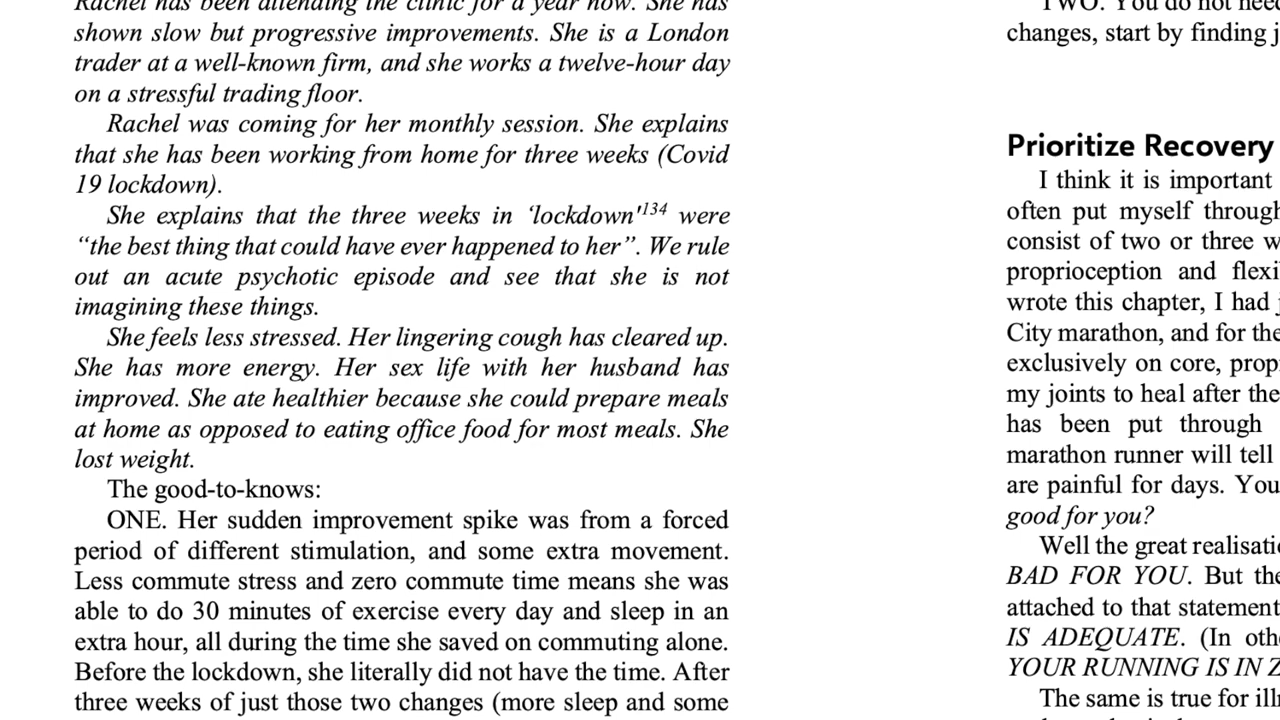 Rachel has been attending the clinic for a year now. She has
shown slow but progressive improvements. She is a London
trader at a well-known firm, and she works a twelve-hour day
on a stressful trading floor.
Rachel was coming for her monthly session. She explains
that she has been working from home for three weeks (Covid
19 lockdown).
She explains that the three weeks in 'lockdown'134 were
“the best thing that could have ever happened to her”. We rule
out an acute psychotic episode and see that she is not
imagining these things.
She feels less stressed. Her lingering cough has cleared up.
She has more energy. Her sex life with her husband has
improved. She ate healthier because she could prepare meals
at home as opposed to eating office food for most meals. She
lost weight.
The good-to-knows:
ONE. Her sudden improvement spike was from a forced
period of different stimulation, and some extra movement.
Less commute stress and zero commute time means she was
able to do 30 minutes of exercise every day and sleep in an
extra hour, all during the time she saved on commuting alone.
Before the lockdown, she literally did not have the time. After
three weeks of just those two changes (more sleep and some
TWO. You do not need
changes, start by finding j
Prioritize Recovery
I think it is important
often put myself through
consist of two or three w
proprioception and flexi
wrote this chapter, I had j
City marathon, and for the
exclusively on core, prop
my joints to heal after the
has been put through
marathon runner will tell
are painful for days. You
good for you?
Well the great realisati
BAD FOR YOU. But the
attached to that statement
IS ADEQUATE. (In oth
YOUR RUNNING IS IN Z
The same is true for ill